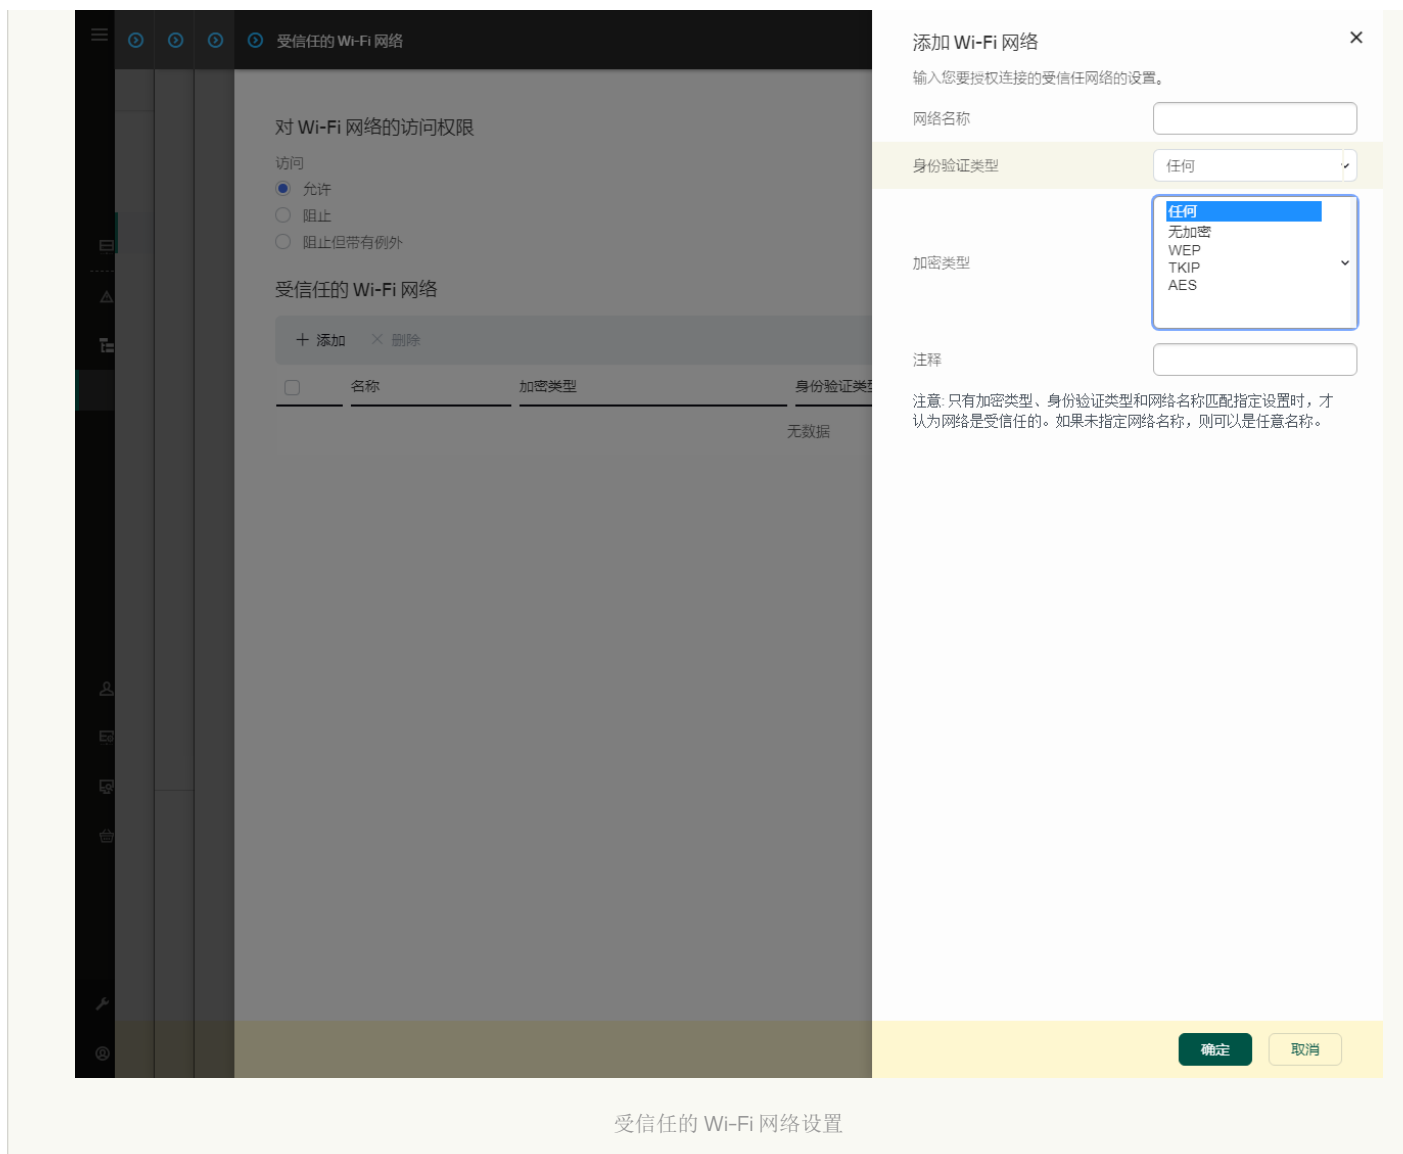 受信任的 Wi-Fi 网络
对 Wi-Fi 网络的访问权限
访问
允许
阻止
阻止但带有例外
受信任的 Wi-Fi 网络
添加 删除
名称 加密类型 身份验证类型
无数据
添加 Wi-Fi 网络
输入您要授权连接的受信任网络的设置。
网络名称
身份验证类型 任何
加密类型
任何
无加密
WEP
TKIP
AES
注释
注意: 只有加密类型、身份验证类型和网络名称匹配指定设置时，才
认为网络是受信任的。如果未指定网络名称，则可以是任意名称。
确定 取消
受信任的 Wi-Fi 网络设置